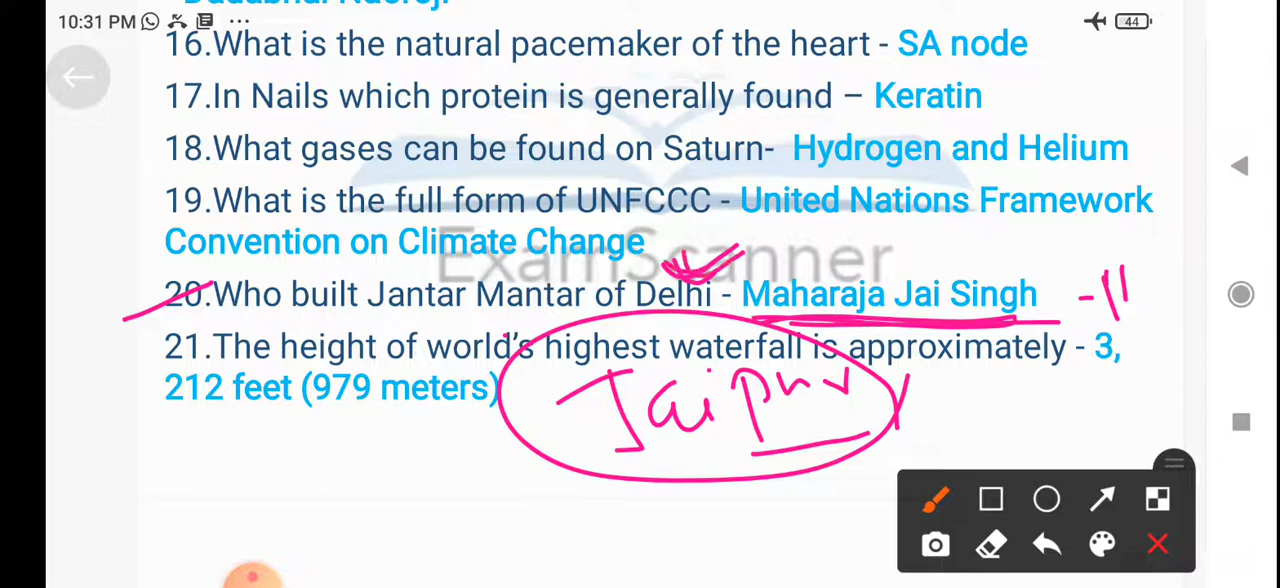 Dadabhai Naoroji
10:31 PM ... 44
16.What is the natural pacemaker of the heart - SA node
17.In Nails which protein is generally found – Keratin
18.What gases can be found on Saturn- Hydrogen and Helium
19.What is the full form of UNFCCC - United Nations Framework
Convention on Climate Change
ExamScanner
20.Who built Jantar Mantar of Delhi - Maharaja Jai Singh - II
21.The height of world's highest waterfall is approximately - 3,
212 feet (979 meters)
Jaipur